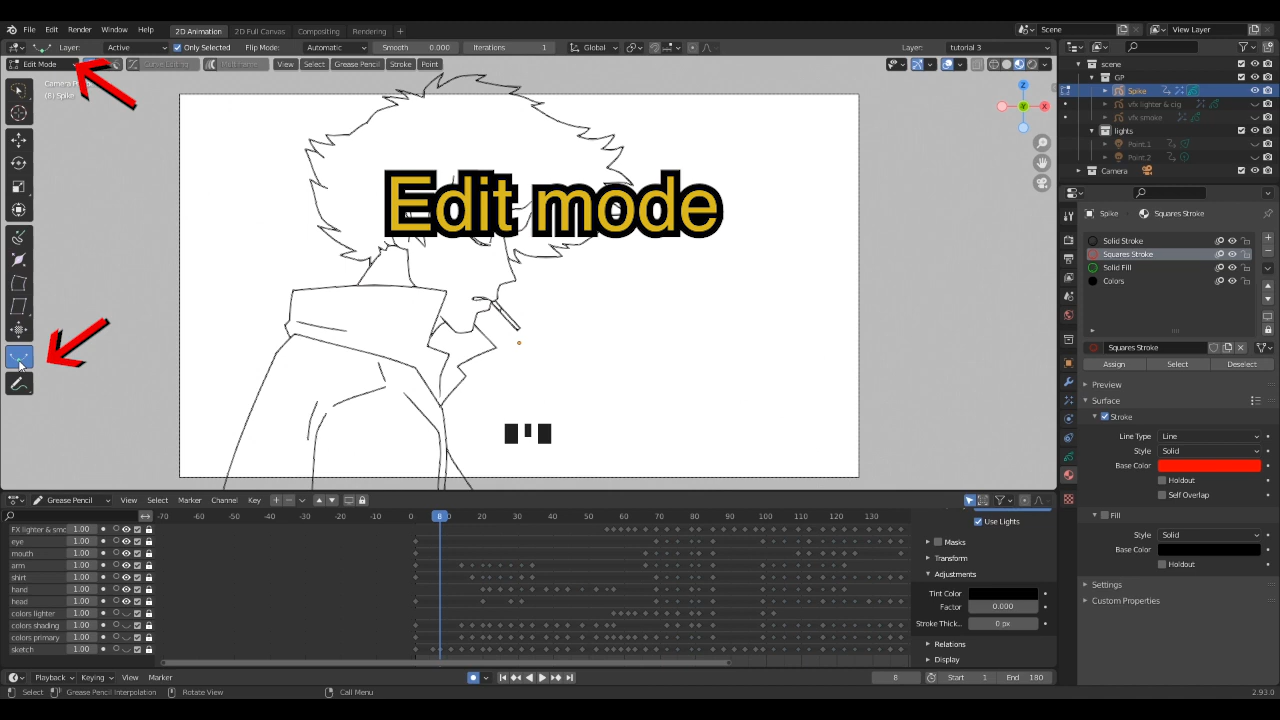 File Edit Render Window Help 2D Animation 2D Full Canvas Compositing Rendering + Scene View Layer
Layer: Active Only Selected Flip Mode: Automatic Smooth 0.000 Iterations 1 Global Layer: tutorial 3
Edit Mode Curve Editing Multiframe View Select Grease Pencil Stroke Point
(8) Spike
Z
X
Y
Edit mode
scene
GP
Spike
vfx lighter & cig
vfx smoke
lights
Point.1
Point.2
Camera
Spike Squares Stroke
Solid Stroke
Squares Stroke
Solid Fill
Colors
Squares Stroke
Assign Select Deselect
Preview
Surface
Stroke
Line Type Line
Style Solid
Base Color
Holdout
Self Overlap
Fill
Style Solid
Base Color
Holdout
Settings
Custom Properties
Grease Pencil View Select Marker Channel Key
-70 -60 -50 -40 -30 -20 -10 0 8 20 30 40 50 60 70 80 90 100 110 120 130
FX lighter & smo 1.00
eye 1.00
mouth 1.00
arm 1.00
shirt 1.00
hand 1.00
head 1.00
colors lighter 1.00
colors shading 1.00
colors primary 1.00
sketch 1.00
Use Lights
Masks
Transform
Adjustments
Tint Color
Factor 0.000
Stroke Thick... 0 px
Relations
Display
Playback Keying View Marker 8 Start 1 End 180
Select Grease Pencil Interpolation Rotate View Call Menu 2.93.0